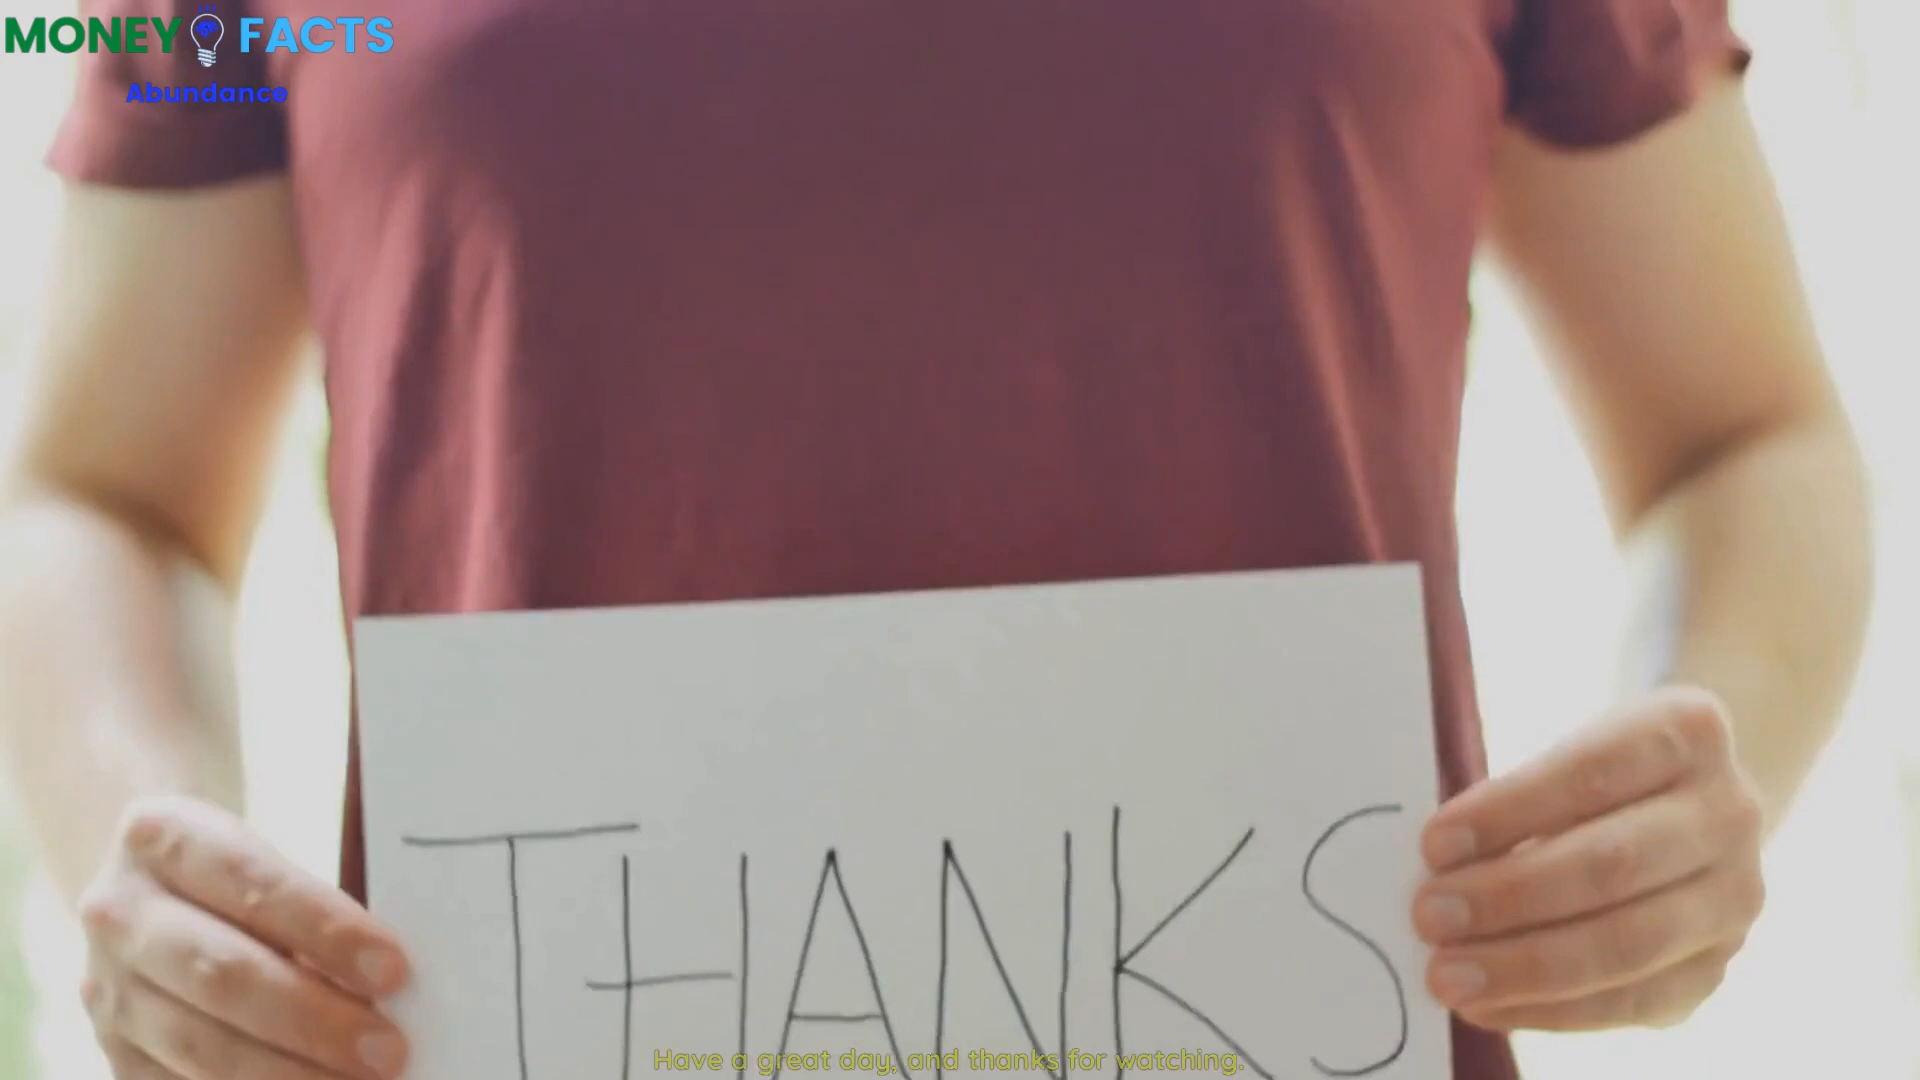 MONEY FACTS
Abundance
THANKS
Have a great day, and thanks for watching.